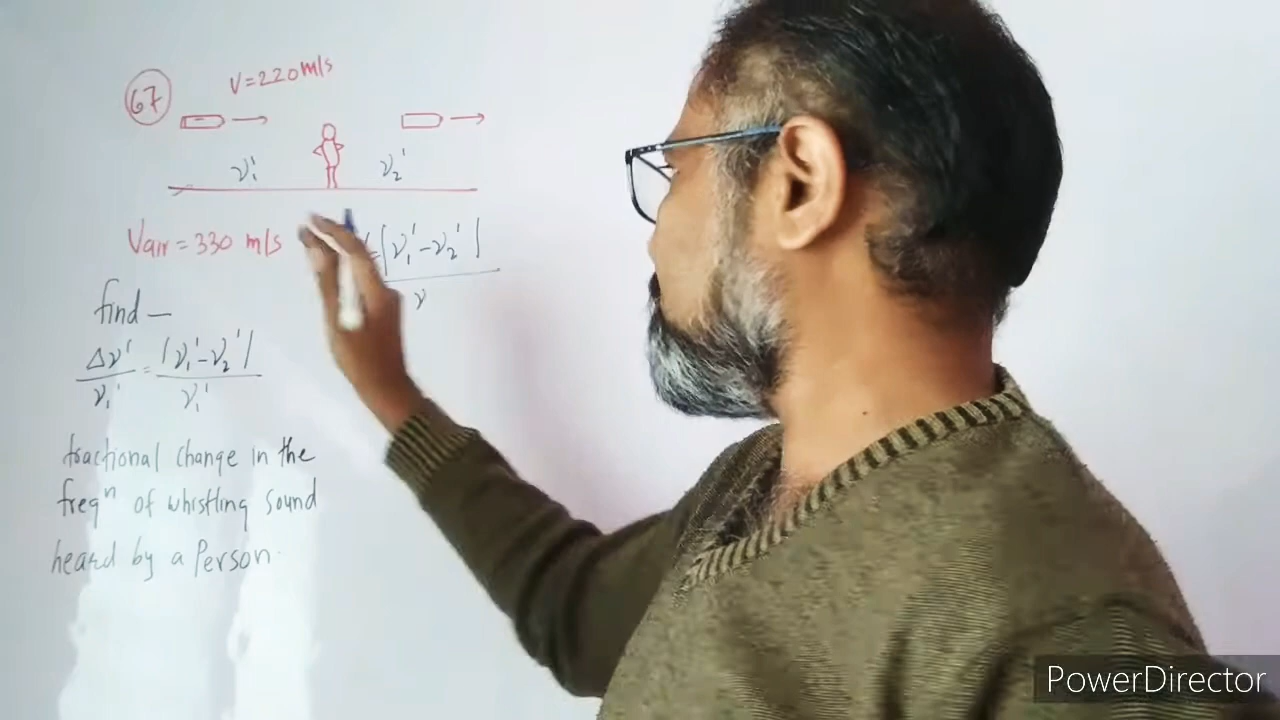 67
V=220m/s
ν₁' ν₂'
Vair = 330 m/s
= |ν₁'-ν₂'|
ν
find —
Δν' = |ν₁'-ν₂'|
ν₁' ν₁'
fractional change in the
freqⁿ of whistling sound
heard by a Person.
PowerDirector